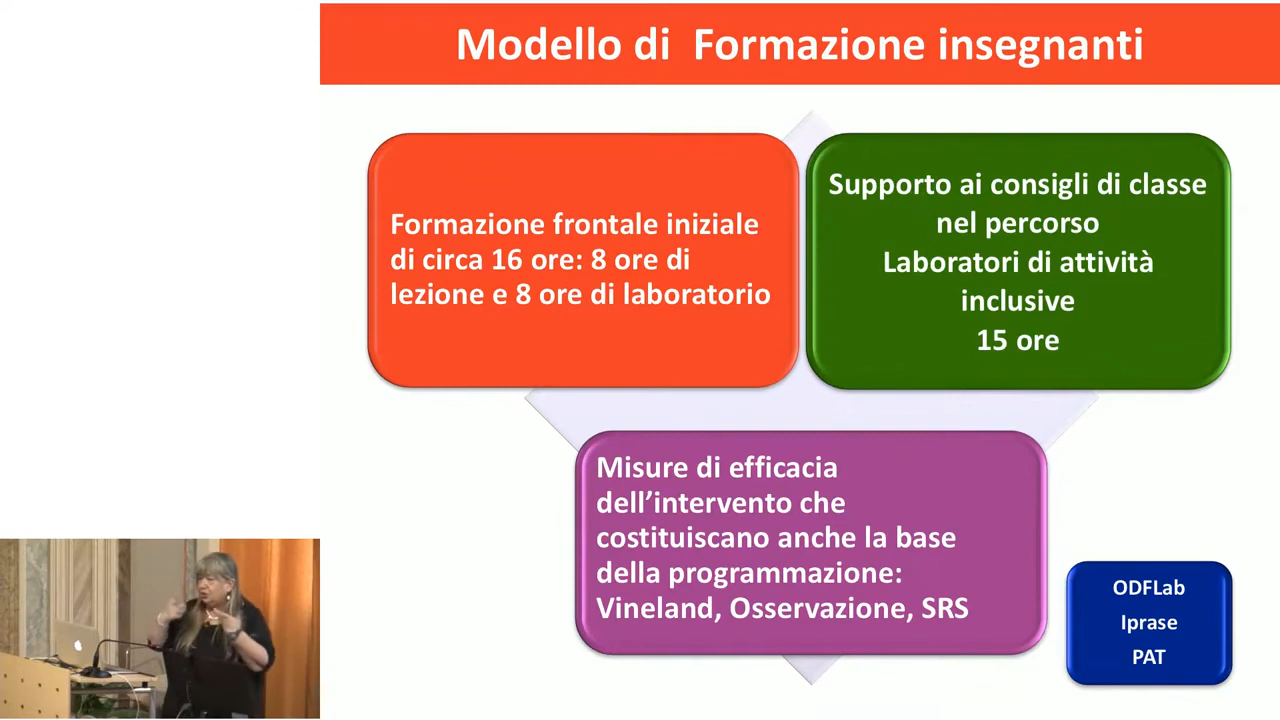 Modello di  Formazione insegnanti
Formazione frontale iniziale
di circa 16 ore: 8 ore di
lezione e 8 ore di laboratorio
Supporto ai consigli di classe
nel percorso
Laboratori di attività
inclusive
15 ore
Misure di efficacia
dell’intervento che
costituiscano anche la base
della programmazione:
Vineland, Osservazione, SRS
ODFLab
Iprase
PAT